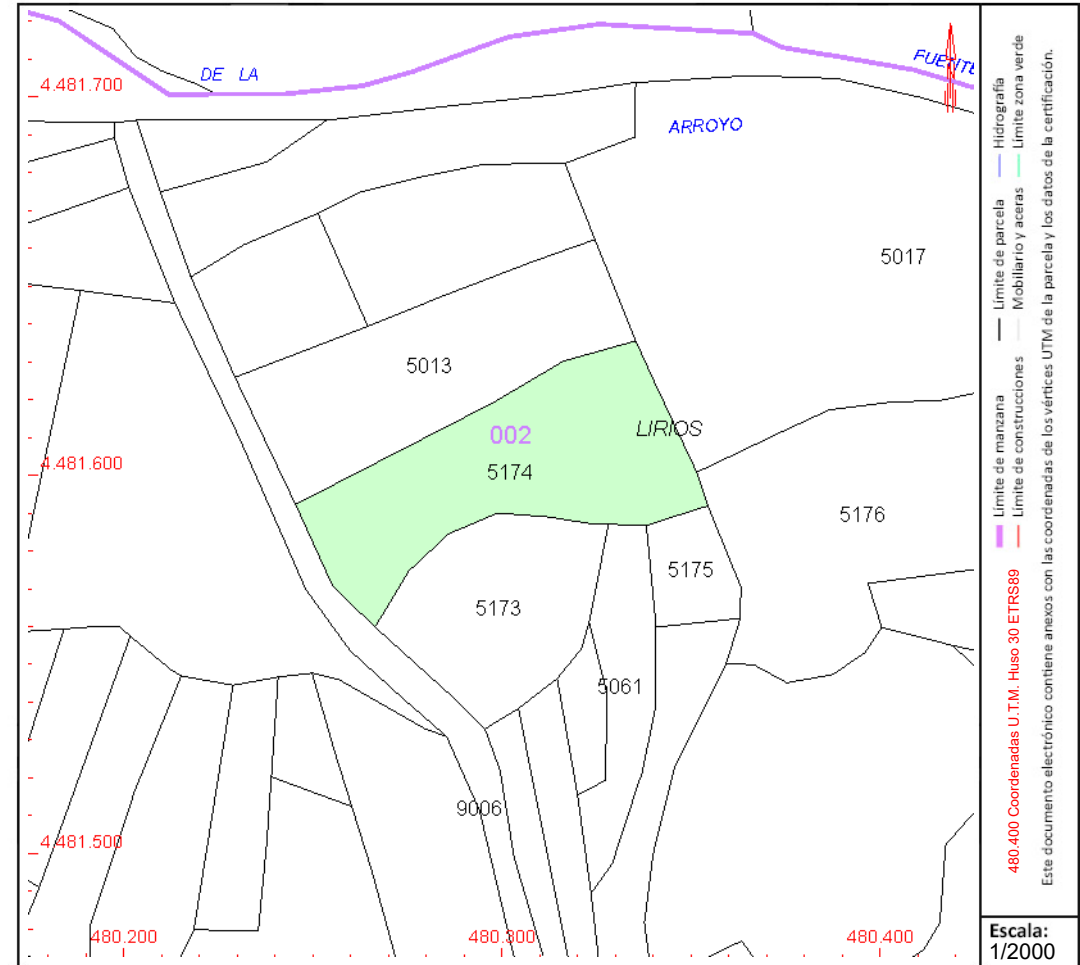 DE LA
FUENTE
4.481.700
ARROYO
5017
5013
LIRIOS
002
4.481.600
5174
5176
5175
5173
5061
9006
4.481.500
480.200
480.300
480.400
Límite de manzana
Límite de parcela
Hidrografía
480.400 Coordenadas U.T.M. Huso 30 ETRS89
Límite de construcciones
Mobiliario y aceras
Límite zona verde
Este documento electrónico contiene anexos con las coordenadas de los vértices UTM de la parcela y los datos de la certificación.
Escala:
1/2000